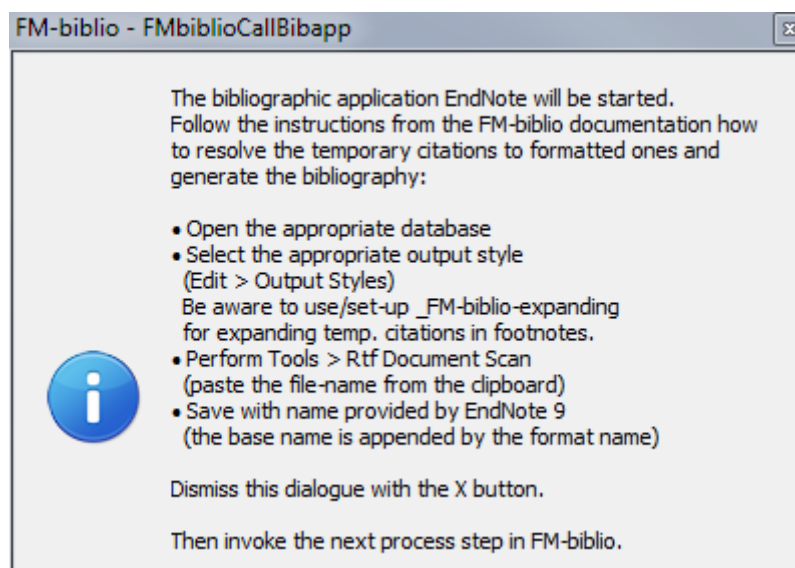 FM-biblio - FMbiblioCallBibapp
The bibliographic application EndNote will be started.
Follow the instructions from the FM-biblio documentation how
to resolve the temporary citations to formatted ones and
generate the bibliography:
• Open the appropriate database
• Select the appropriate output style
(Edit > Output Styles)
Be aware to use/set-up _FM-biblio-expanding
for expanding temp. citations in footnotes.
• Perform Tools > Rtf Document Scan
(paste the file-name from the clipboard)
• Save with name provided by EndNote 9
(the base name is appended by the format name)
Dismiss this dialogue with the X button.
Then invoke the next process step in FM-biblio.